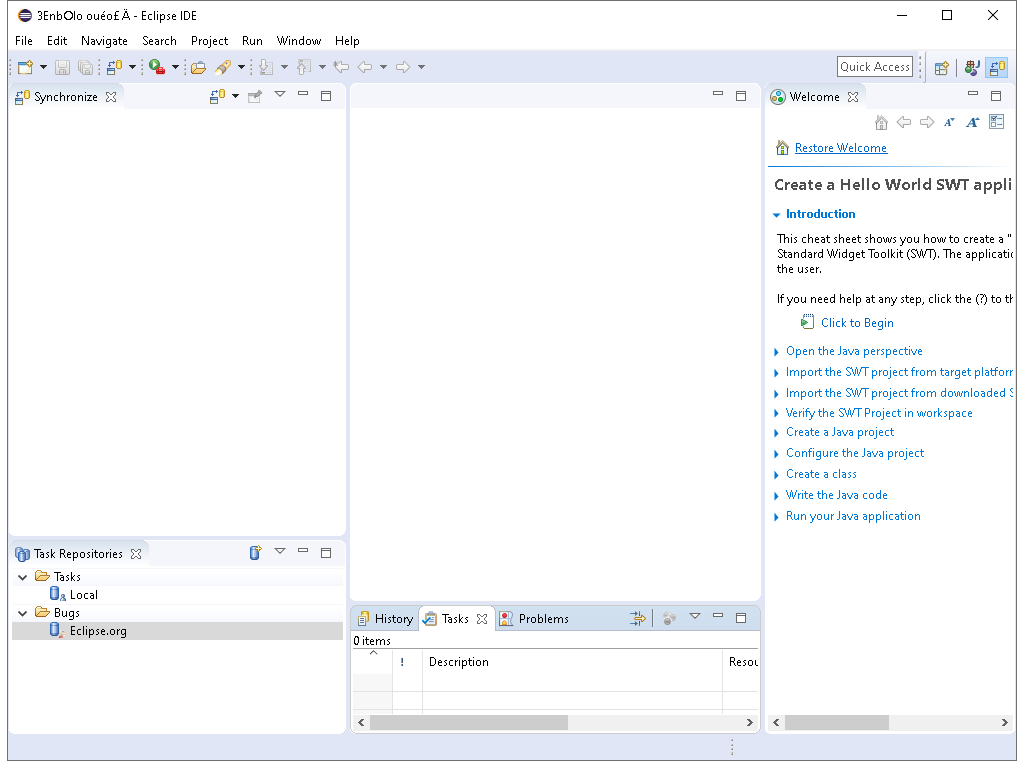 3EnbOlo ouéo£Ä - Eclipse IDE
File Edit Navigate Search Project Run Window Help
Quick Access
Synchronize
Welcome
Restore Welcome
Create a Hello World SWT appli
Introduction
This cheat sheet shows you how to create a "
Standard Widget Toolkit (SWT). The applicatic
the user.
If you need help at any step, click the (?) to th
Click to Begin
Open the Java perspective
Import the SWT project from target platforr
Import the SWT project from downloaded S
Verify the SWT Project in workspace
Create a Java project
Configure the Java project
Create a class
Write the Java code
Run your Java application
Task Repositories
Tasks
Local
Bugs
Eclipse.org
History Tasks Problems
0 items
! Description Resou